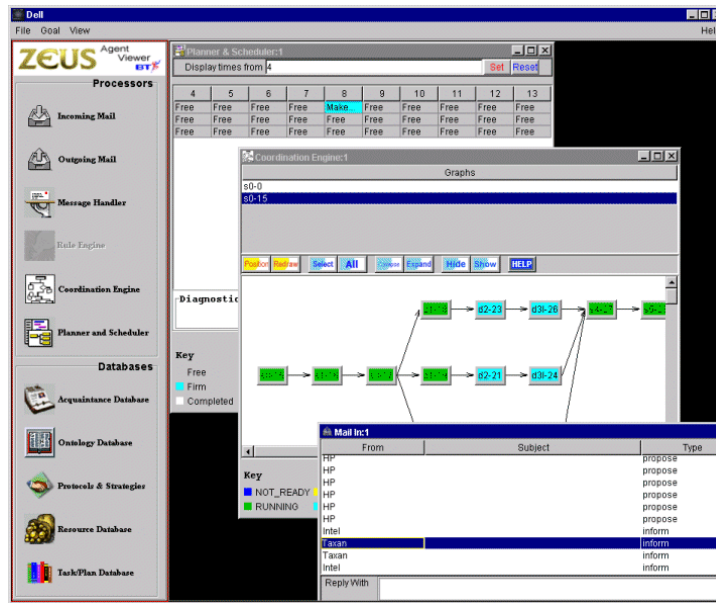 Dell
File Goal View Hel
ZEUS Agent Viewer BT
Processors
Incoming Mail
Outgoing Mail
Message Handler
Rule Engine
Coordination Engine
Planner and Scheduler
Databases
Acquaintance Database
Ontology Database
Protocols & Strategies
Resource Database
Task/Plan Database
Planner & Scheduler:1
Display times from 4 Set Reset
4 5 6 7 8 9 10 11 12 13
Free Free Free Free Make... Free Free Free Free Free
Free Free Free Free Free Free Free Free Free Free
Free Free Free Free Free Free Free Free Free Free
Diagnostic
Key
Free
Firm
Completed
Coordination Engine:1
Graphs
s0-0
s0-15
Position Redraw Select All Collapse Expand Hide Show HELP
d2-23 d3l-26
d2-21 d3l-24
Key
NOT_READY
RUNNING
Mail In:1
From Subject Type
HP propose
HP propose
HP propose
HP propose
HP propose
HP propose
Intel inform
Taxan inform
Taxan inform
Intel inform
Reply With